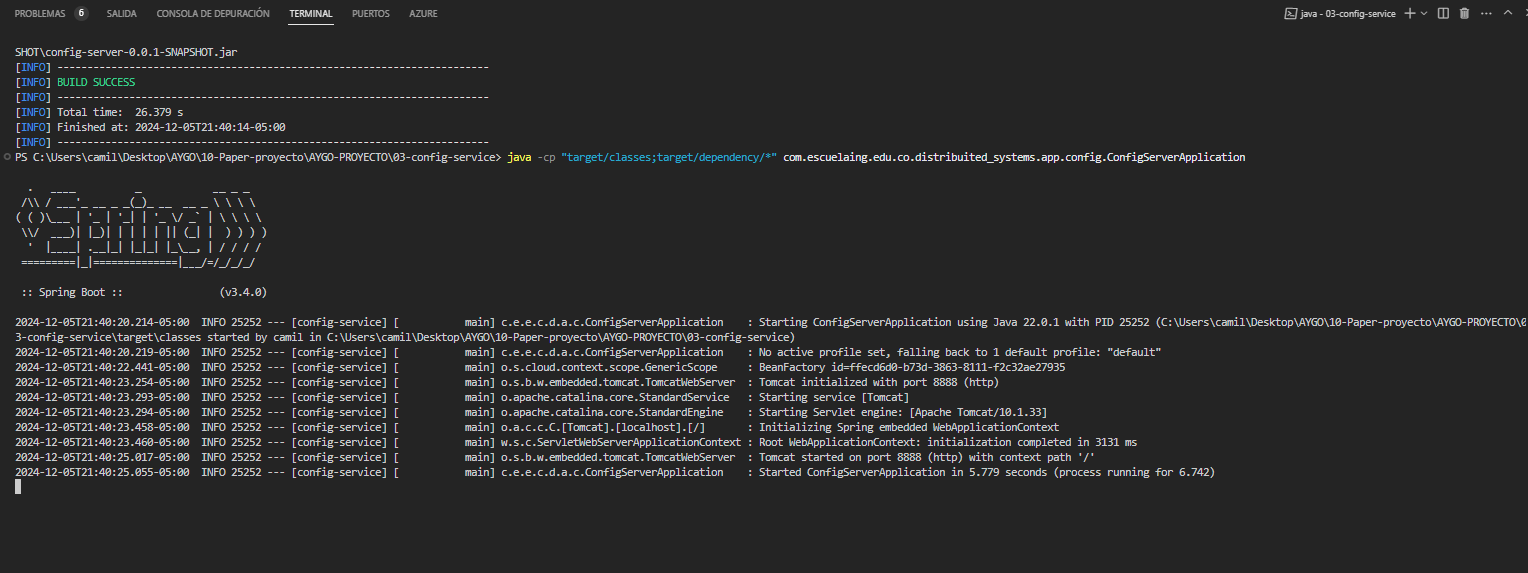 PROBLEMAS 6 SALIDA CONSOLA DE DEPURACIÓN TERMINAL PUERTOS AZURE java - 03-config-service
SHOT\config-server-0.0.1-SNAPSHOT.jar
[INFO] ------------------------------------------------------------------------
[INFO] BUILD SUCCESS
[INFO] ------------------------------------------------------------------------
[INFO] Total time:  26.379 s
[INFO] Finished at: 2024-12-05T21:40:14-05:00
[INFO] ------------------------------------------------------------------------
PS C:\Users\camil\Desktop\AYGO\10-Paper-proyecto\AYGO-PROYECTO\03-config-service> java -cp "target/classes;target/dependency/*" com.escuelaing.edu.co.distribuited_systems.app.config.ConfigServerApplication
  .   ____          _            __ _ _
 /\\ / ___'_ __ _ _(_)_ __  __ _ \ \ \ \
( ( )\___ | '_ | '_| | '_ \/ _` | \ \ \ \
 \\/  ___)| |_)| | | | | || (_| |  ) ) ) )
  '  |____| .__|_| |_|_| |_\__, | / / / /
 =========|_|==============|___/=/_/_/_/
 :: Spring Boot ::                (v3.4.0)
2024-12-05T21:40:20.214-05:00  INFO 25252 --- [config-service] [           main] c.e.e.c.d.a.c.ConfigServerApplication    : Starting ConfigServerApplication using Java 22.0.1 with PID 25252 (C:\Users\camil\Desktop\AYGO\10-Paper-proyecto\AYGO-PROYECTO\0
3-config-service\target\classes started by camil in C:\Users\camil\Desktop\AYGO\10-Paper-proyecto\AYGO-PROYECTO\03-config-service)
2024-12-05T21:40:20.219-05:00  INFO 25252 --- [config-service] [           main] c.e.e.c.d.a.c.ConfigServerApplication    : No active profile set, falling back to 1 default profile: "default"
2024-12-05T21:40:22.441-05:00  INFO 25252 --- [config-service] [           main] o.s.cloud.context.scope.GenericScope     : BeanFactory id=ffecd6d0-b73d-3863-8111-f2c32ae27935
2024-12-05T21:40:23.254-05:00  INFO 25252 --- [config-service] [           main] o.s.b.w.embedded.tomcat.TomcatWebServer  : Tomcat initialized with port 8888 (http)
2024-12-05T21:40:23.293-05:00  INFO 25252 --- [config-service] [           main] o.apache.catalina.core.StandardService   : Starting service [Tomcat]
2024-12-05T21:40:23.294-05:00  INFO 25252 --- [config-service] [           main] o.apache.catalina.core.StandardEngine    : Starting Servlet engine: [Apache Tomcat/10.1.33]
2024-12-05T21:40:23.458-05:00  INFO 25252 --- [config-service] [           main] o.a.c.c.C.[Tomcat].[localhost].[/]       : Initializing Spring embedded WebApplicationContext
2024-12-05T21:40:23.460-05:00  INFO 25252 --- [config-service] [           main] w.s.c.ServletWebServerApplicationContext : Root WebApplicationContext: initialization completed in 3131 ms
2024-12-05T21:40:25.017-05:00  INFO 25252 --- [config-service] [           main] o.s.b.w.embedded.tomcat.TomcatWebServer  : Tomcat started on port 8888 (http) with context path '/'
2024-12-05T21:40:25.055-05:00  INFO 25252 --- [config-service] [           main] c.e.e.c.d.a.c.ConfigServerApplication    : Started ConfigServerApplication in 5.779 seconds (process running for 6.742)